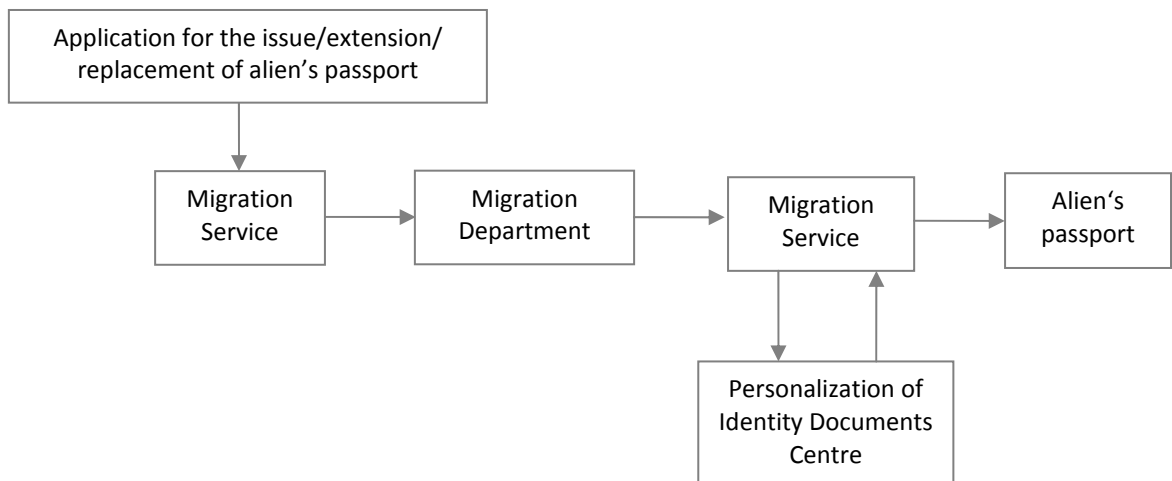 Application for the issue/extension/
replacement of alien’s passport
Migration
Service
Migration
Department
Migration
Service
Alien‘s
passport
Personalization of
Identity Documents
Centre